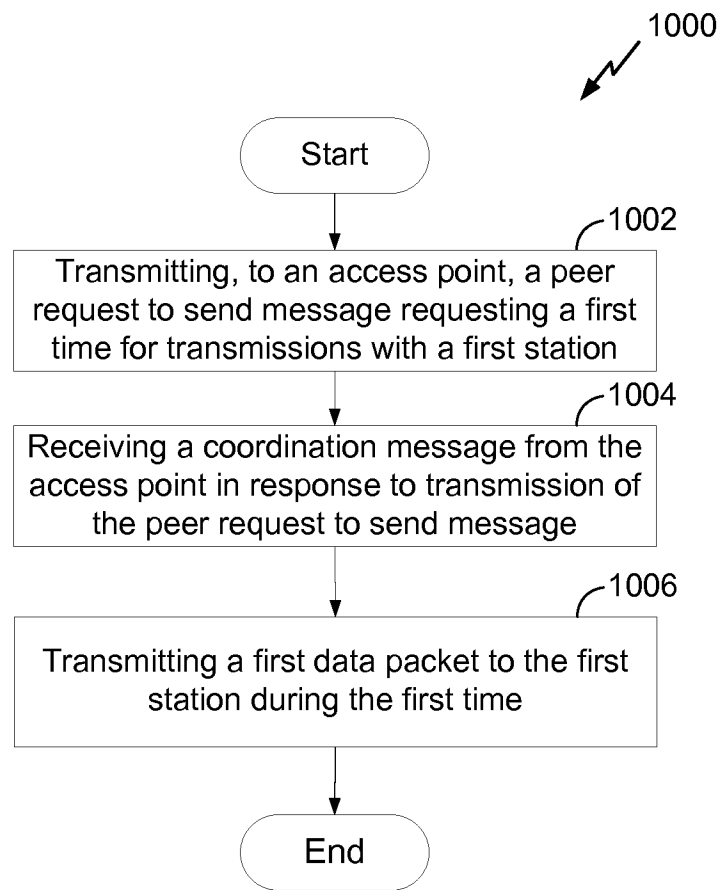 1000
Start
1002
Transmitting, to an access point, a peer
request to send message requesting a first
time for transmissions with a first station
1004
Receiving a coordination message from the
access point in response to transmission of
the peer request to send message
1006
Transmitting a first data packet to the first
station during the first time
End